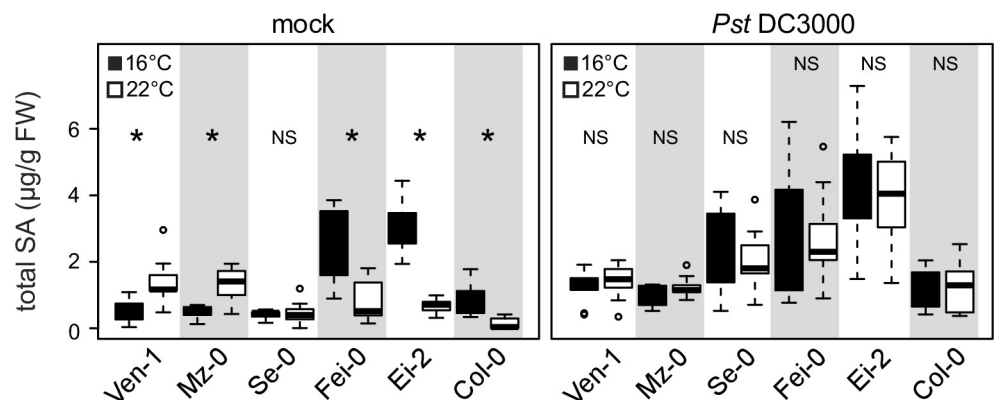 mock
Pst DC3000
16°C
22°C
16°C
22°C
total SA (µg/g FW)
6
4
2
0
*
*
NS
*
*
*
NS
NS
NS
NS
NS
NS
Ven-1
Mz-0
Se-0
Fei-0
Ei-2
Col-0
Ven-1
Mz-0
Se-0
Fei-0
Ei-2
Col-0